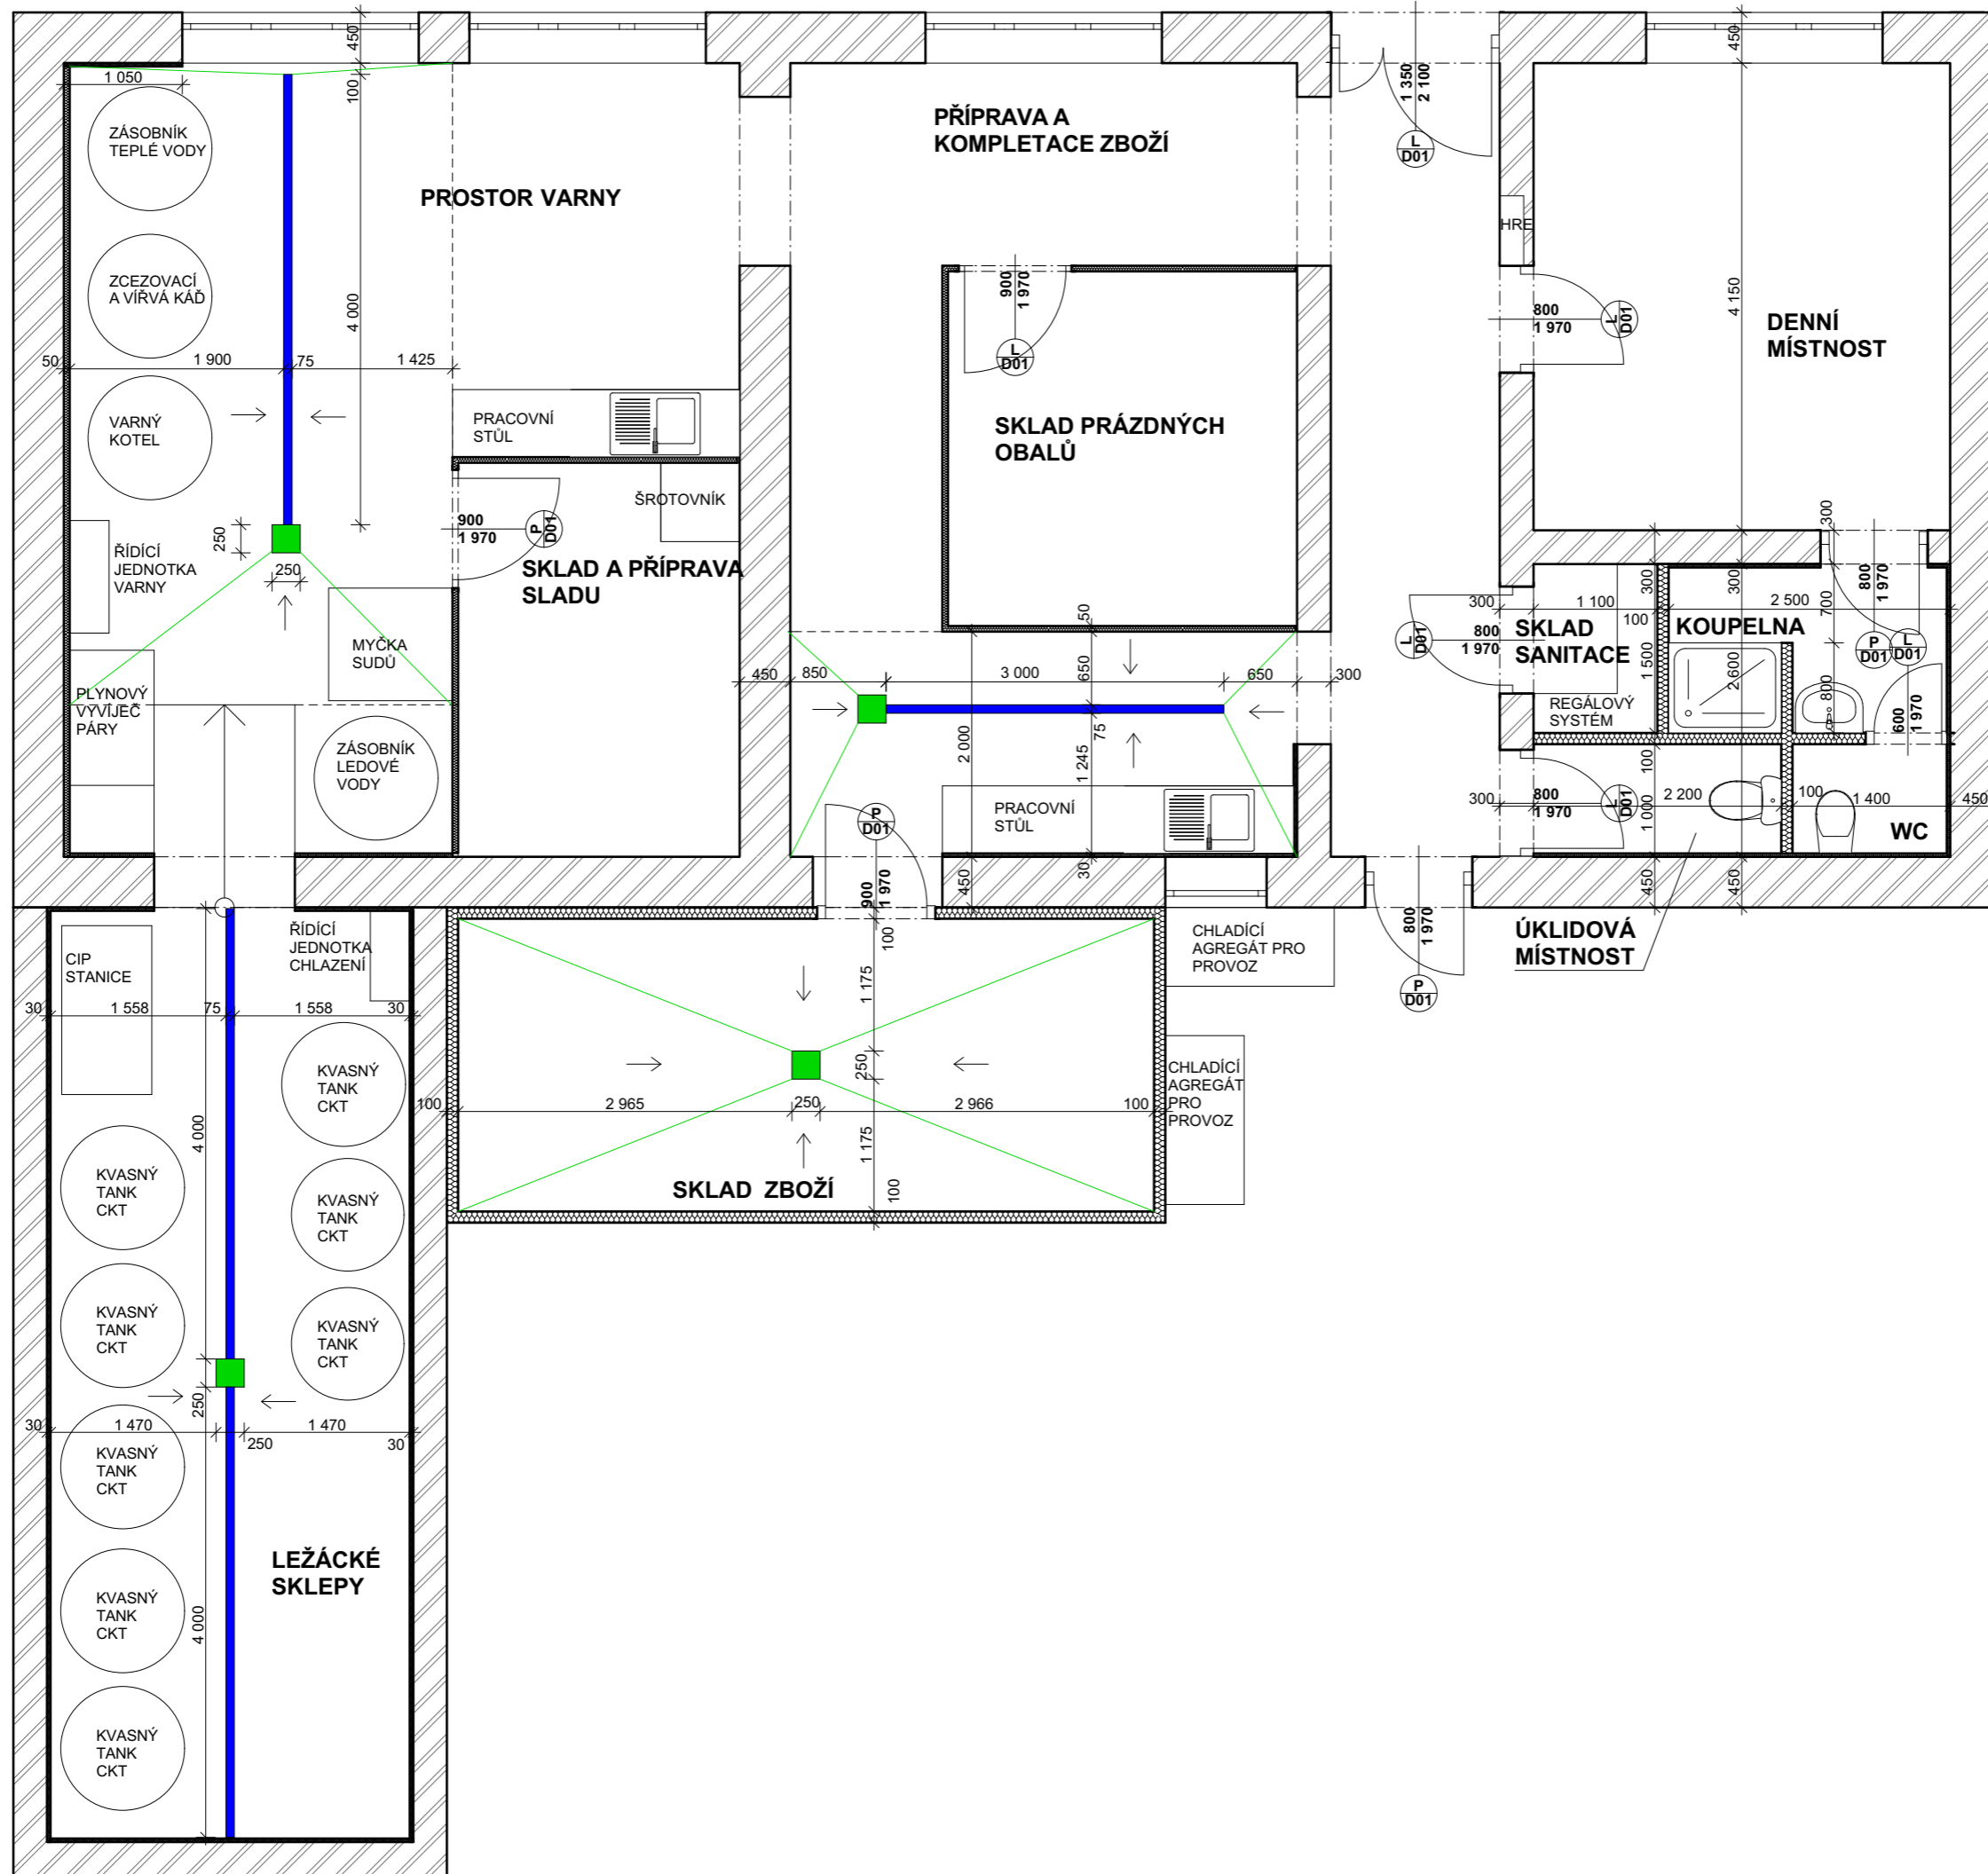 450
450
1 050
100
1 350
2 100
L
D01
ZÁSOBNÍK
TEPLÉ VODY
PŘÍPRAVA A
KOMPLETACE ZBOŽÍ
PROSTOR VARNY
HRE
ZCEZOVACÍ
A VÍŘVÁ KÁĎ
4 000
900
1 970
L
D01
4 150
800
1 970
L
D01
DENNÍ
MÍSTNOST
50
1 900
75
1 425
VARNÝ
KOTEL
PRACOVNÍ
STŮL
SKLAD PRÁZDNÝCH
OBALŮ
ŠROTOVNÍK
250
250
900
1 970
P
D01
300
ŘÍDÍCÍ
JEDNOTKA
VARNY
SKLAD A PŘÍPRAVA
SLADU
300
300
700
800
1 970
P
D01
300
1 100
100
2 500
50
L
D01
800
1 970
SKLAD
SANITACE
KOUPELNA
1 500
2 600
L
D01
MYČKA
SUDŮ
450
850
3 000
650
650
300
PLYNOVÝ
VYVÍJEČ
PÁRY
800
600
1 970
REGÁLOVÝ
SYSTÉM
ZÁSOBNÍK
LEDOVÉ
VODY
2 000
75
1 245
100
PRACOVNÍ
STŮL
P
D01
300
800
1 970
L
D01
1 000
2 200
100
1 400
450
WC
30
450
900
1 970
450
450
800
1 970
P
D01
CIP
STANICE
ŘÍDÍCÍ
JEDNOTKA
CHLAZENÍ
100
CHLADÍCÍ
AGREGÁT PRO
PROVOZ
ÚKLIDOVÁ
MÍSTNOST
30
1 558
75
1 558
30
1 175
250
KVASNÝ
TANK
CKT
CHLADÍCÍ
AGREGÁT
PRO
PROVOZ
100
2 965
250
2 966
100
4 000
1 175
KVASNÝ
TANK
CKT
KVASNÝ
TANK
CKT
SKLAD ZBOŽÍ
100
KVASNÝ
TANK
CKT
KVASNÝ
TANK
CKT
250
30
1 470
250
1 470
30
KVASNÝ
TANK
CKT
LEŽÁCKÉ
SKLEPY
KVASNÝ
TANK
CKT
4 000
KVASNÝ
TANK
CKT